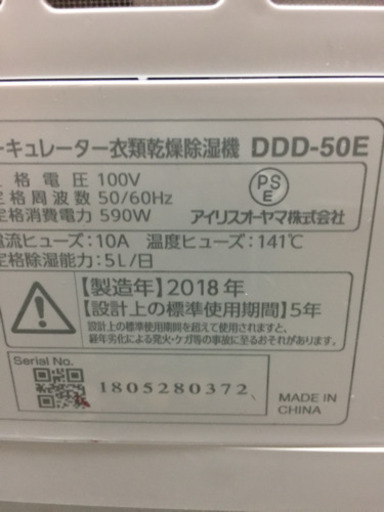 ーキュレーター衣類乾燥除湿機 DDD-50E
格電圧 100V
定格周波数 50/60Hz
定格消費電力 590W
PS
E
アイリスオーヤマ株式会社
電流ヒューズ:10A 温度ヒューズ:141℃
定格除湿能力:5L/日
【製造年】2018年
【設計上の標準使用期間】5年
設計上の標準使用期間を超えて使用されますと、
経年劣化による発火・ケガ等の事故に至るおそれがあります。
Serial No.
1805280372
MADE IN
CHINA